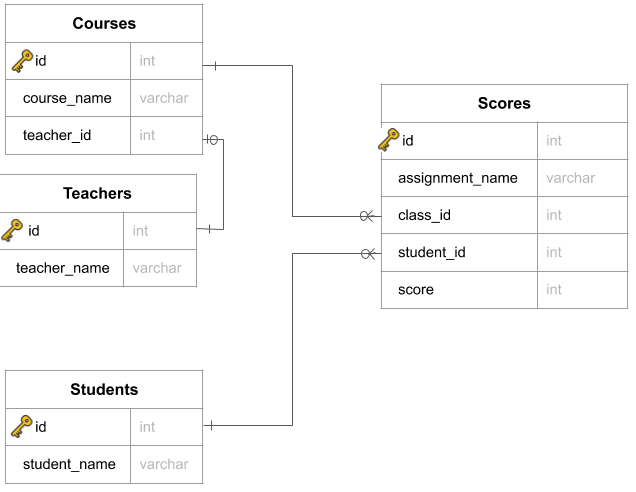 Courses
id int
course_name varchar
teacher_id int
Teachers
id int
teacher_name varchar
Students
id int
student_name varchar
Scores
id int
assignment_name varchar
class_id int
student_id int
score int